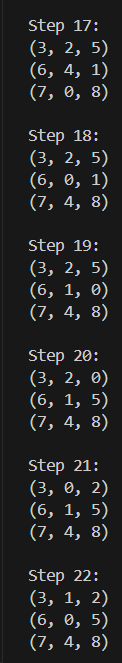 Step 17:
(3, 2, 5)
(6, 4, 1)
(7, 0, 8)
Step 18:
(3, 2, 5)
(6, 0, 1)
(7, 4, 8)
Step 19:
(3, 2, 5)
(6, 1, 0)
(7, 4, 8)
Step 20:
(3, 2, 0)
(6, 1, 5)
(7, 4, 8)
Step 21:
(3, 0, 2)
(6, 1, 5)
(7, 4, 8)
Step 22:
(3, 1, 2)
(6, 0, 5)
(7, 4, 8)